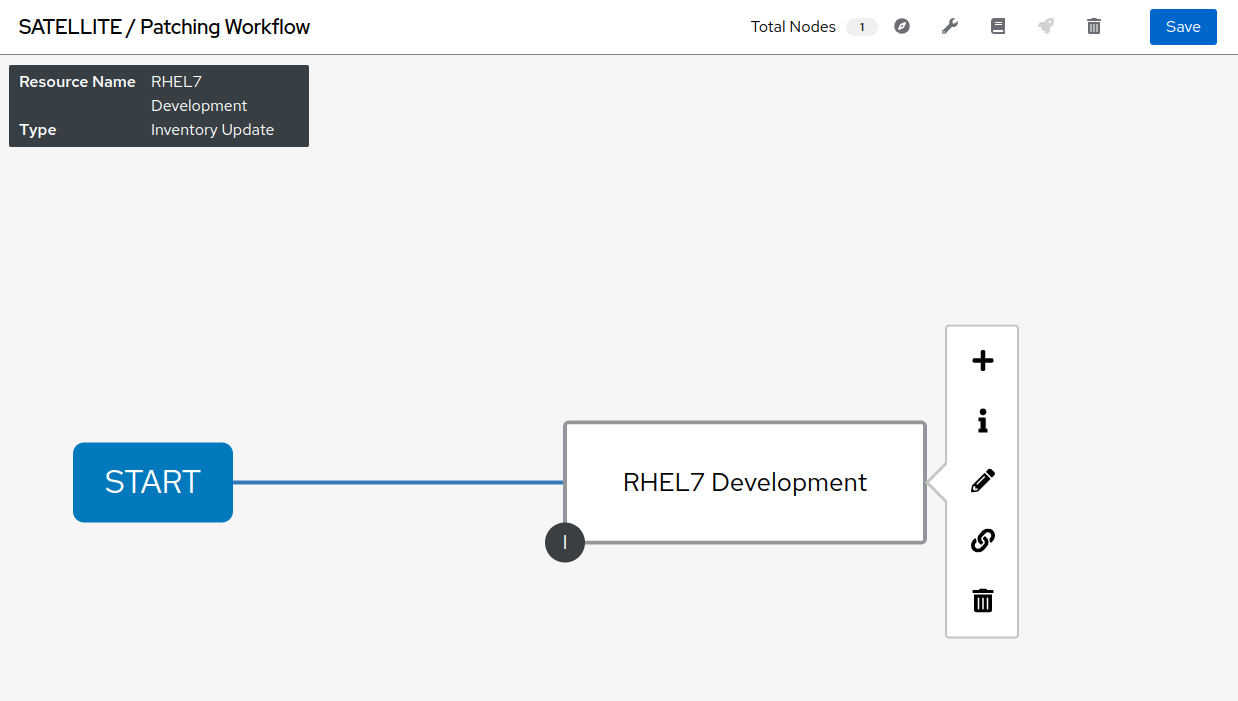 SATELLITE / Patching Workflow
Total Nodes 1
Save
Resource Name RHEL7
Development
Type Inventory Update
START
RHEL7 Development
I